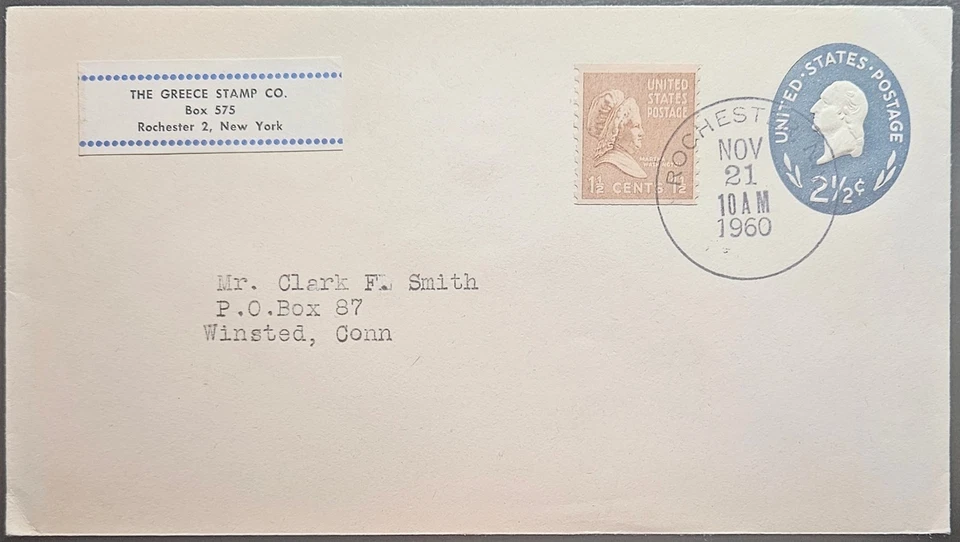 THE GREECE STAMP CO.
Box 575
Rochester 2, New York
UNITED
STATES
POSTAGE
MARTHA
WASHINGTON
1½ CENTS 1½
ROCHEST N
NOV
21
10 AM
1960
UNITED·STATES·POSTAGE
2½¢
Mr. Clark F. Smith
P.O.Box 87
Winsted, Conn